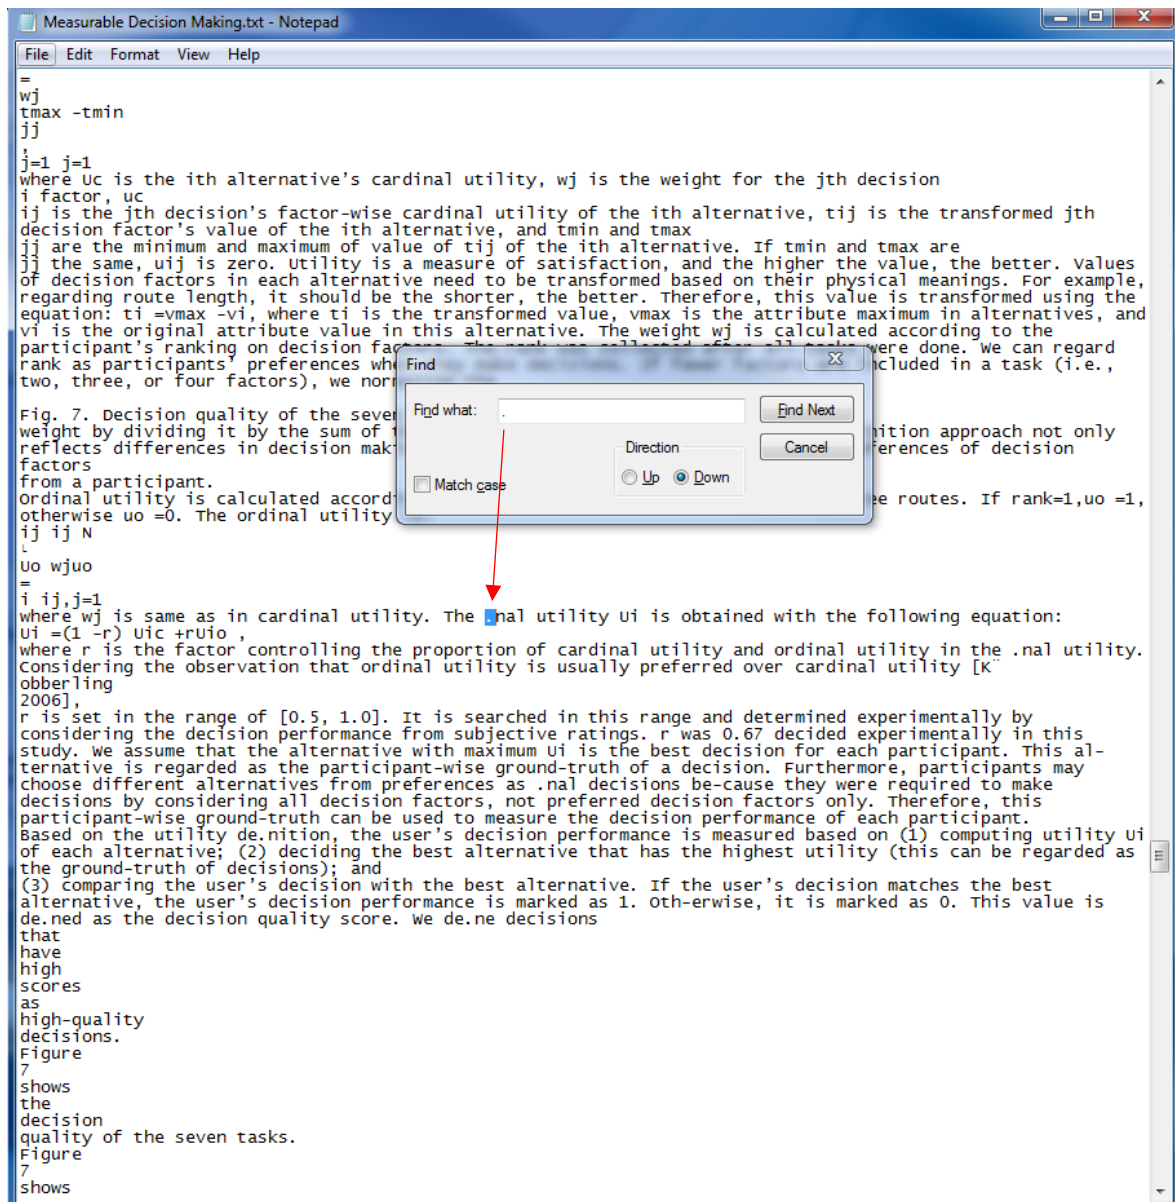 Measurable Decision Making.txt - Notepad
File Edit Format View Help
=
wj
tmax -tmin
jj
,
j=1 j=1
where Uc is the ith alternative's cardinal utility, wj is the weight for the jth decision
i factor, uc
ij is the jth decision's factor-wise cardinal utility of the ith alternative, tij is the transformed jth
decision factor's value of the ith alternative, and tmin and tmax
jj are the minimum and maximum of value of tij of the ith alternative. If tmin and tmax are
jj the same, uij is zero. Utility is a measure of satisfaction, and the higher the value, the better. Values
of decision factors in each alternative need to be transformed based on their physical meanings. For example,
regarding route length, it should be the shorter, the better. Therefore, this value is transformed using the
equation: ti =vmax -vi, where ti is the transformed value, vmax is the attribute maximum in alternatives, and
vi is the original attribute value in this alternative. The weight wj is calculated according to the
participant's ranking on decision factors. The rank was collected after all tasks were done. We can regard
rank as participants' preferences when they make decisions. If fewer factors are included in a task (i.e.,
two, three, or four factors), we nor
Fig. 7. Decision quality of the seven
weight by dividing it by the sum of nition approach not only
reflects differences in decision mak ferences of decision
factors
from a participant.
Ordinal utility is calculated accord ee routes. If rank=1,uo =1,
otherwise uo =0. The ordinal utility
ij ij N
L
Uo wjuo
=
i ij,j=1
where wj is same as in cardinal utility. The .nal utility Ui is obtained with the following equation:
Ui =(1 -r) Uic +rUio ,
where r is the factor controlling the proportion of cardinal utility and ordinal utility in the .nal utility.
Considering the observation that ordinal utility is usually preferred over cardinal utility [K¨
obberling
2006],
r is set in the range of [0.5, 1.0]. It is searched in this range and determined experimentally by
considering the decision performance from subjective ratings. r was 0.67 decided experimentally in this
study. We assume that the alternative with maximum Ui is the best decision for each participant. This al-
ternative is regarded as the participant-wise ground-truth of a decision. Furthermore, participants may
choose different alternatives from preferences as .nal decisions be-cause they were required to make
decisions by considering all decision factors, not preferred decision factors only. Therefore, this
participant-wise ground-truth can be used to measure the decision performance of each participant.
Based on the utility de.nition, the user's decision performance is measured based on (1) computing utility Ui
of each alternative; (2) deciding the best alternative that has the highest utility (this can be regarded as
the ground-truth of decisions); and
(3) comparing the user's decision with the best alternative. If the user's decision matches the best
alternative, the user's decision performance is marked as 1. Oth-erwise, it is marked as 0. This value is
de.ned as the decision quality score. We de.ne decisions
that
have
high
scores
as
high-quality
decisions.
Figure
7
shows
the
decision
quality of the seven tasks.
Figure
7
shows
Find
Find what: .
Find Next
Direction
Cancel
Match case
Up Down